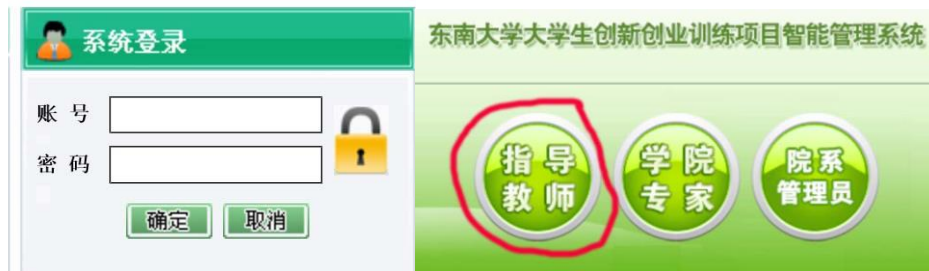 系统登录
账 号
密 码
确定 取消
东南大学大学生创新创业训练项目智能管理系统
指导 学院 院系
教师 专家 管理员